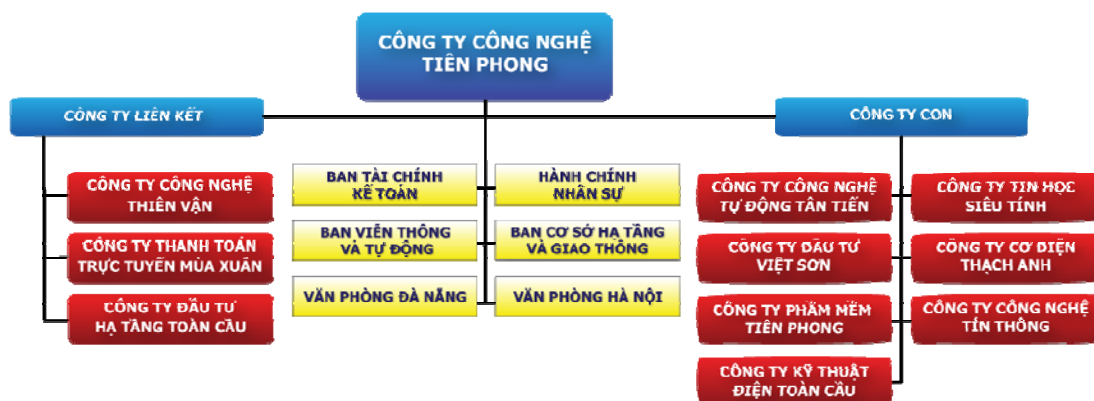 CÔNG TY CÔNG NGHỆ
TIÊN PHONG
CÔNG TY LIÊN KẾT
CÔNG TY CON
CÔNG TY CÔNG NGHỆ
THIÊN VẬN
CÔNG TY THANH TOÁN
TRỰC TUYẾN MÙA XUÂN
CÔNG TY ĐẦU TƯ
HẠ TẦNG TOÀN CẦU
BAN TÀI CHÍNH
KẾ TOÁN
HÀNH CHÍNH
NHÂN SỰ
BAN VIỄN THÔNG
VÀ TỰ ĐỘNG
BAN CƠ SỞ HẠ TẦNG
VÀ GIAO THÔNG
VĂN PHÒNG ĐÀ NẴNG
VĂN PHÒNG HÀ NỘI
CÔNG TY CÔNG NGHỆ
TỰ ĐỘNG TÂN TIẾN
CÔNG TY TIN HỌC
SIÊU TÍNH
CÔNG TY ĐẦU TƯ
VIỆT SƠN
CÔNG TY CƠ ĐIỆN
THẠCH ANH
CÔNG TY PHẦM MỀM
TIÊN PHONG
CÔNG TY CÔNG NGHỆ
TÍN THÔNG
CÔNG TY KỸ THUẬT
ĐIỆN TOÀN CẦU